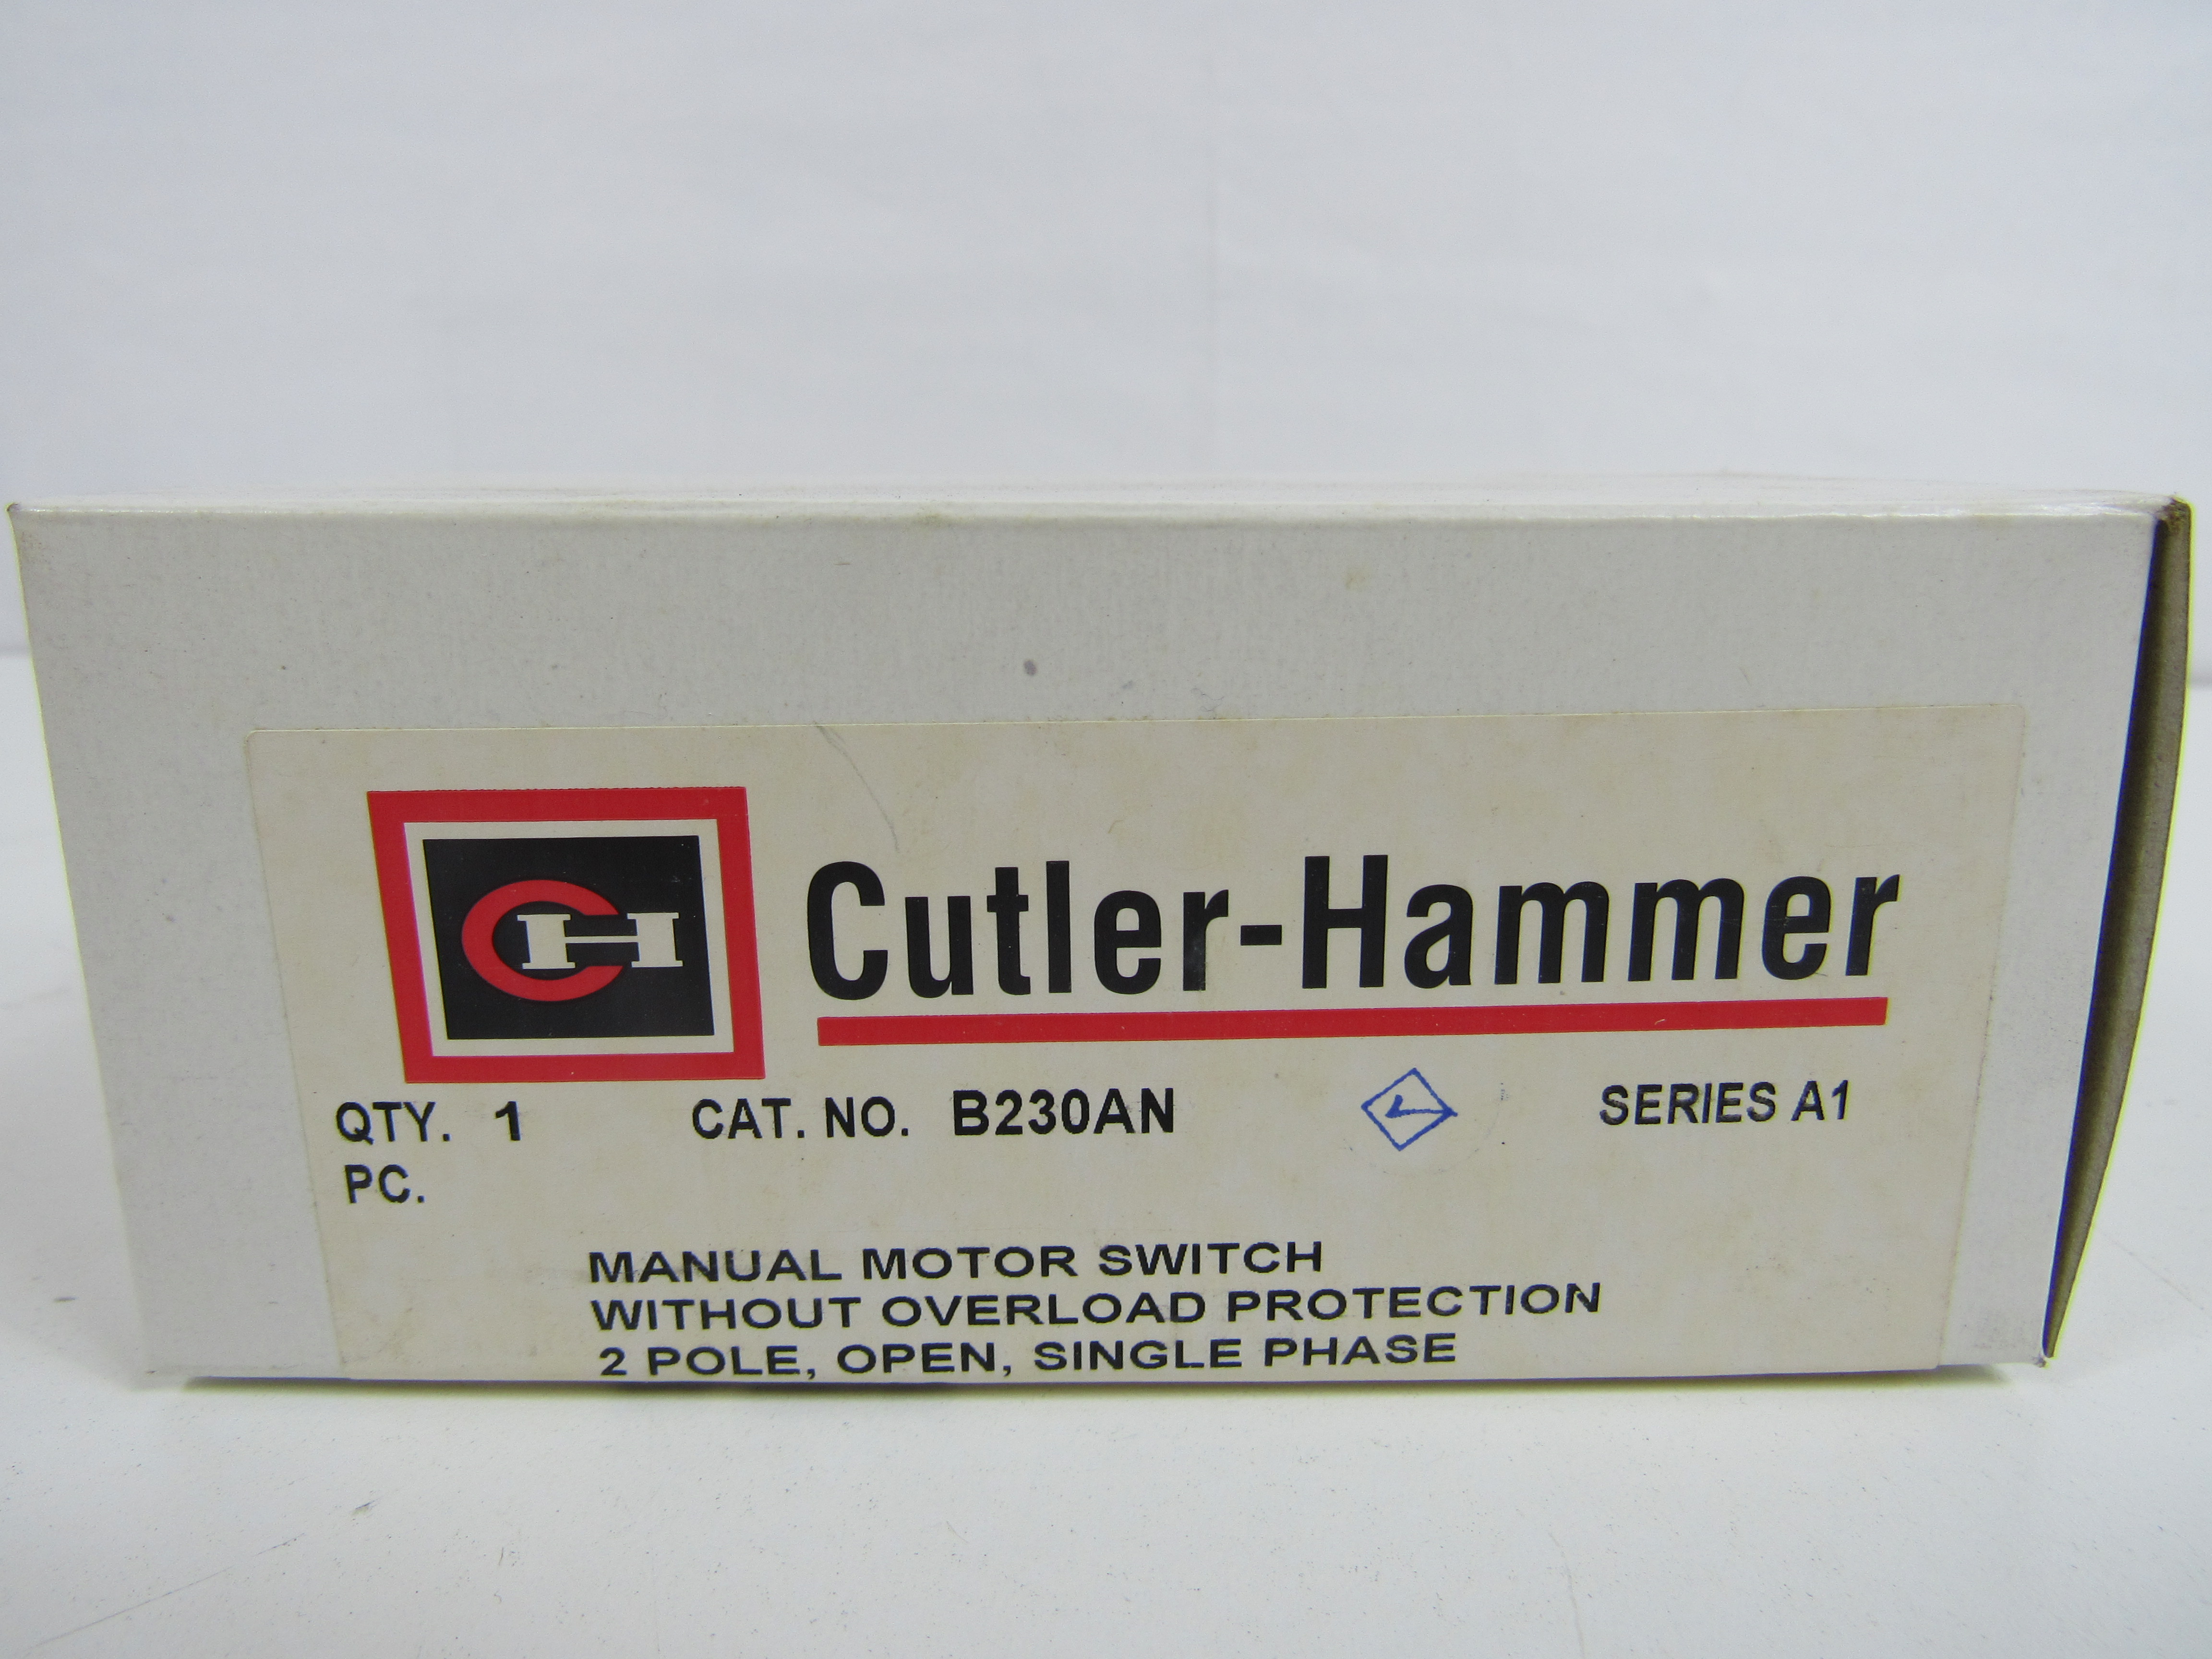 CH Cutler-Hammer
QTY. 1 CAT. NO. B230AN SERIES A1
PC.
MANUAL MOTOR SWITCH
WITHOUT OVERLOAD PROTECTION
2 POLE, OPEN, SINGLE PHASE